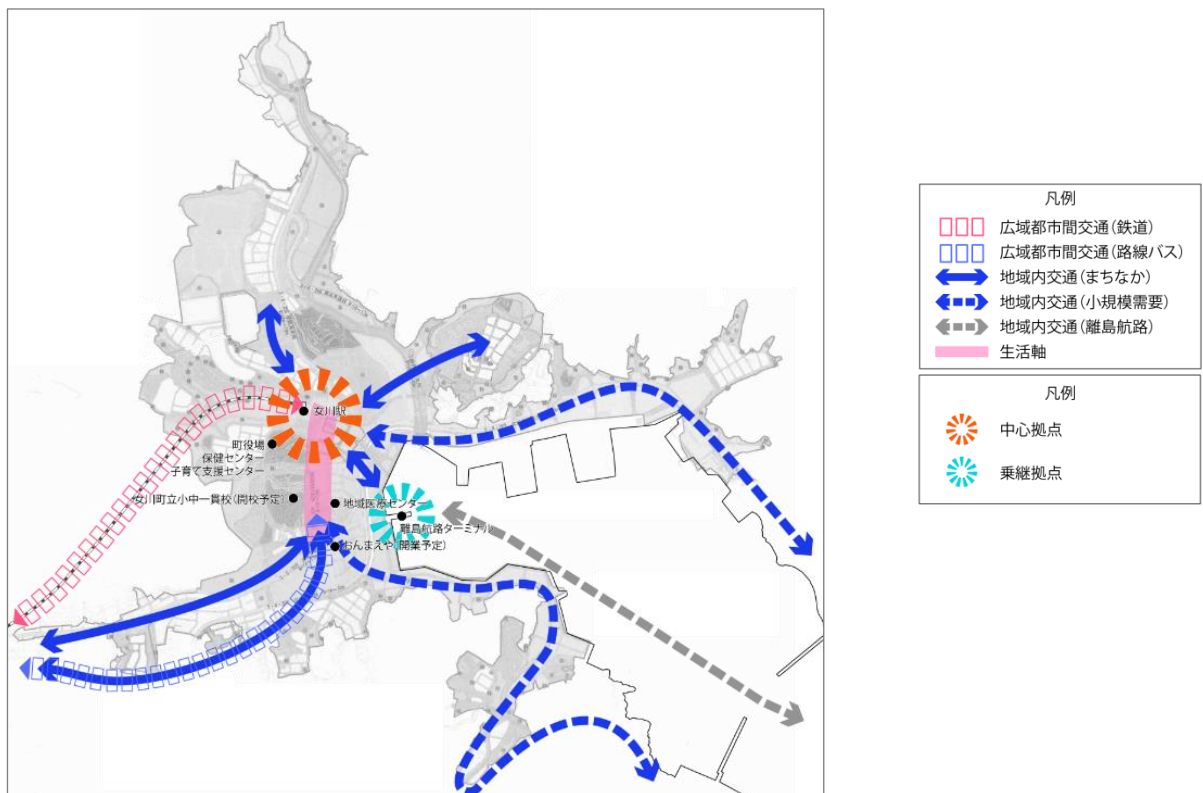 女川駅
町役場
保健センター
子育て支援センター
女川町立小中一貫校(開校予定)
地域医療センター
離島航路ターミナル
おんまえや(開業予定)
凡例
広域都市間交通(鉄道)
広域都市間交通(路線バス)
地域内交通(まちなか)
地域内交通(小規模需要)
地域内交通(離島航路)
生活軸
凡例
中心拠点
乗継拠点